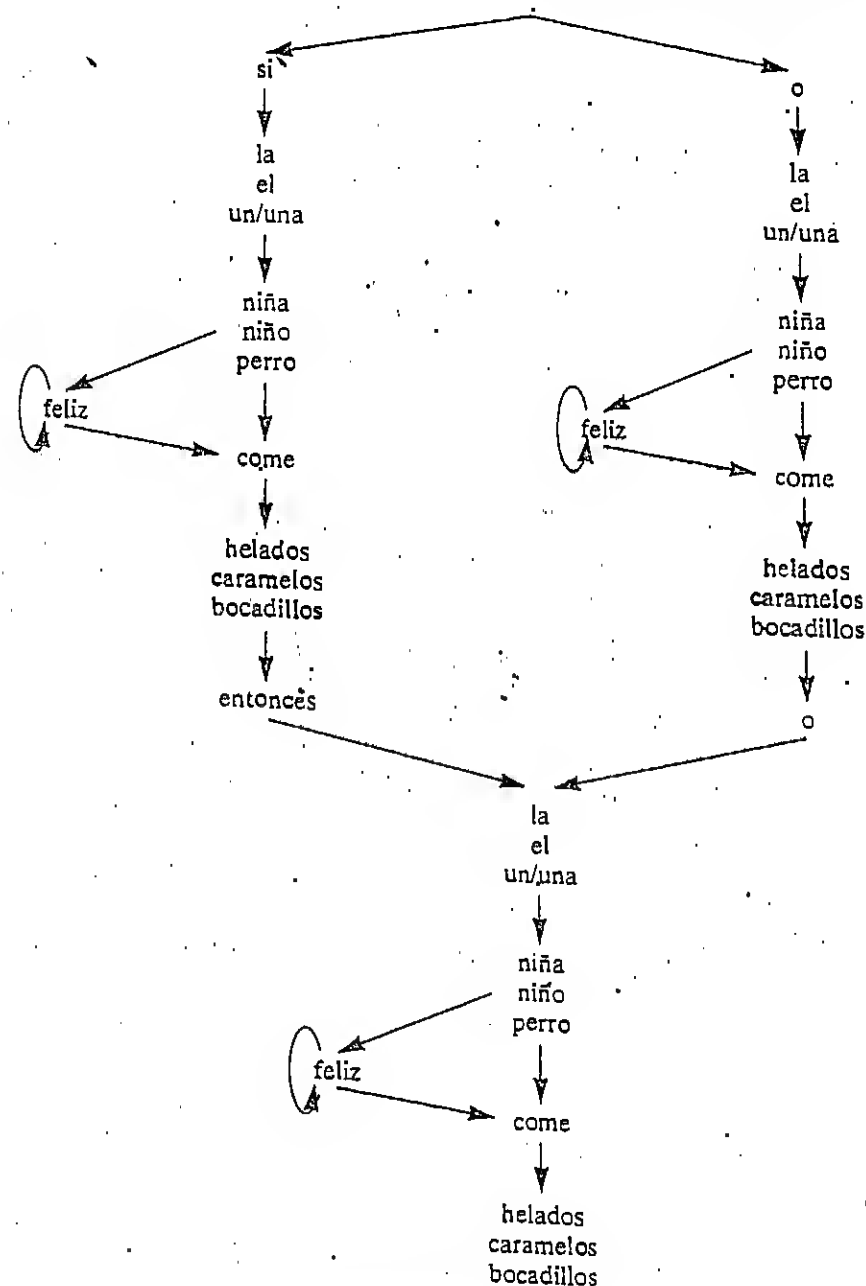 si
la
el
un/una
niña
niño
perro
feliz
come
helados
caramelos
bocadillos
entonces
o
la
el
un/una
niña
niño
perro
feliz
come
helados
caramelos
bocadillos
o
la
el
un/una
niña
niño
perro
feliz
come
helados
caramelos
bocadillos